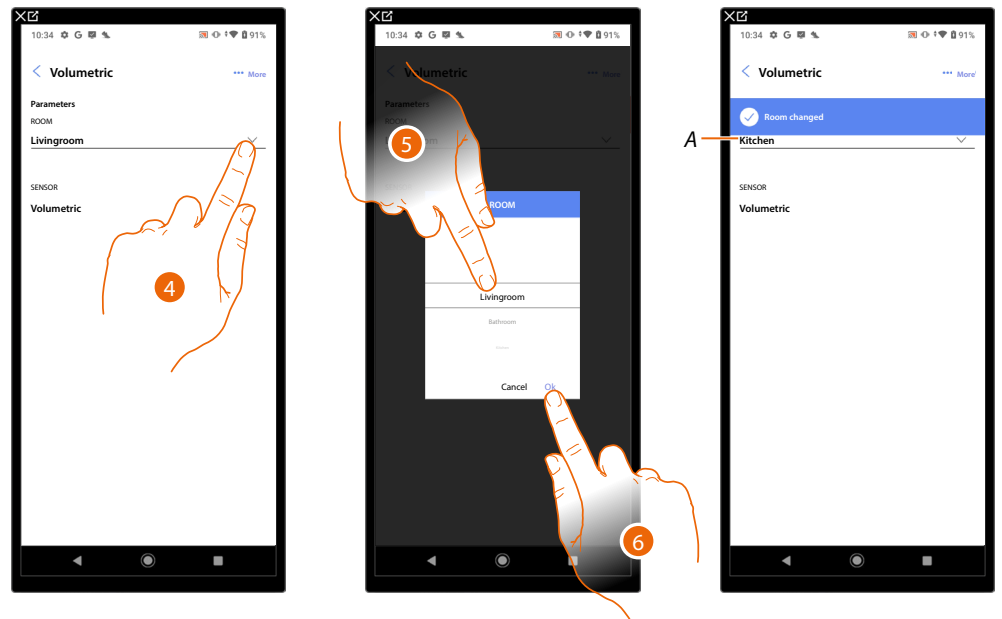 10:34 G 91%
Volumetric
••• More
Parameters
ROOM
Livingroom
SENSOR
Volumetric
4
10:34 G 91%
Volumetric
••• More
Parameters
ROOM
5
ROOM
Livingroom
Bathroom
Cancel Ok
6
10:34 G 91%
Volumetric
••• More
Room changed
A
Kitchen
SENSOR
Volumetric